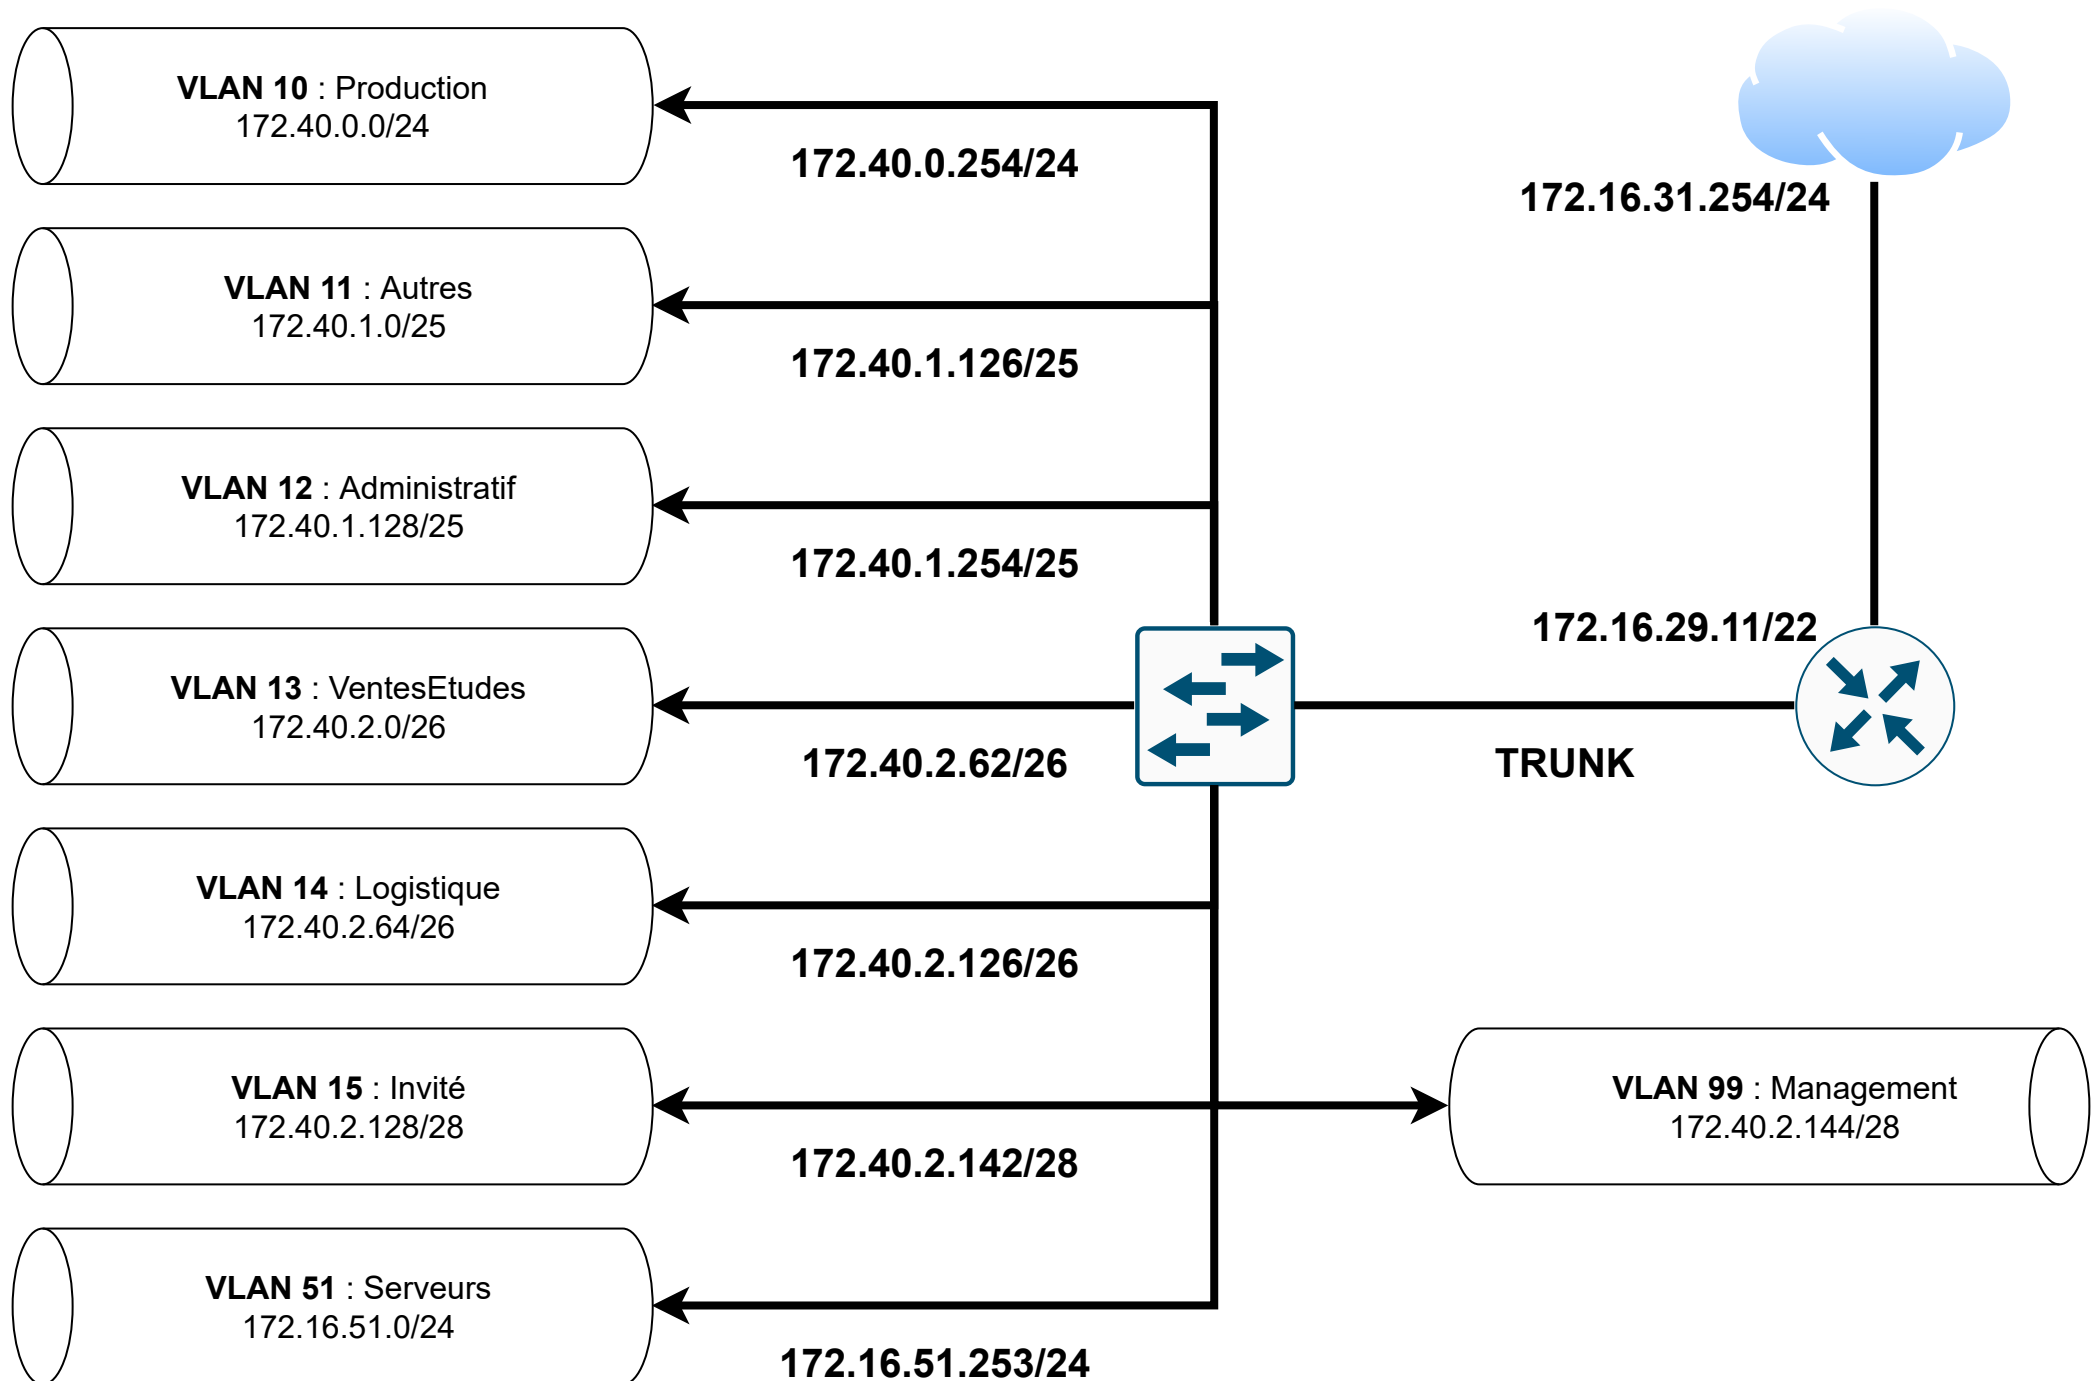 VLAN 10 : Production
172.40.0.0/24
172.40.0.254/24
172.16.31.254/24
VLAN 11 : Autres
172.40.1.0/25
172.40.1.126/25
VLAN 12 : Administratif
172.40.1.128/25
172.40.1.254/25
172.16.29.11/22
VLAN 13 : VentesEtudes
172.40.2.0/26
172.40.2.62/26
TRUNK
VLAN 14 : Logistique
172.40.2.64/26
172.40.2.126/26
VLAN 15 : Invité
172.40.2.128/28
172.40.2.142/28
VLAN 99 : Management
172.40.2.144/28
VLAN 51 : Serveurs
172.16.51.0/24
172.16.51.253/24